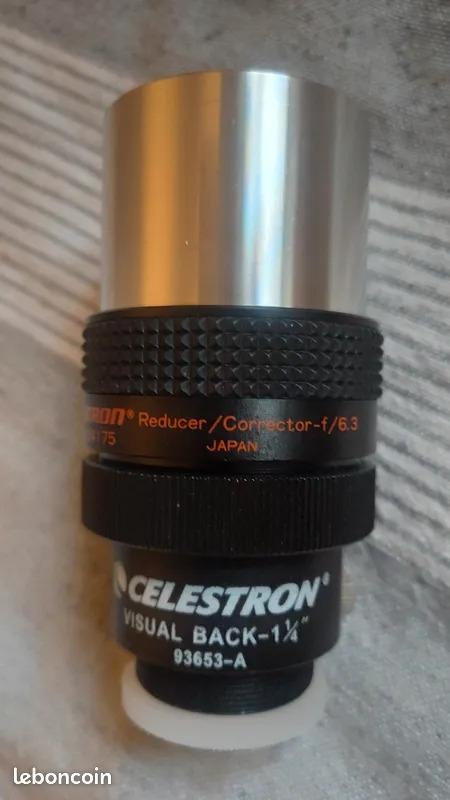 Reducer/Corrector-f/6.3
JAPAN
CELESTRON®
VISUAL BACK-1¼"
93653-A
leboncoin